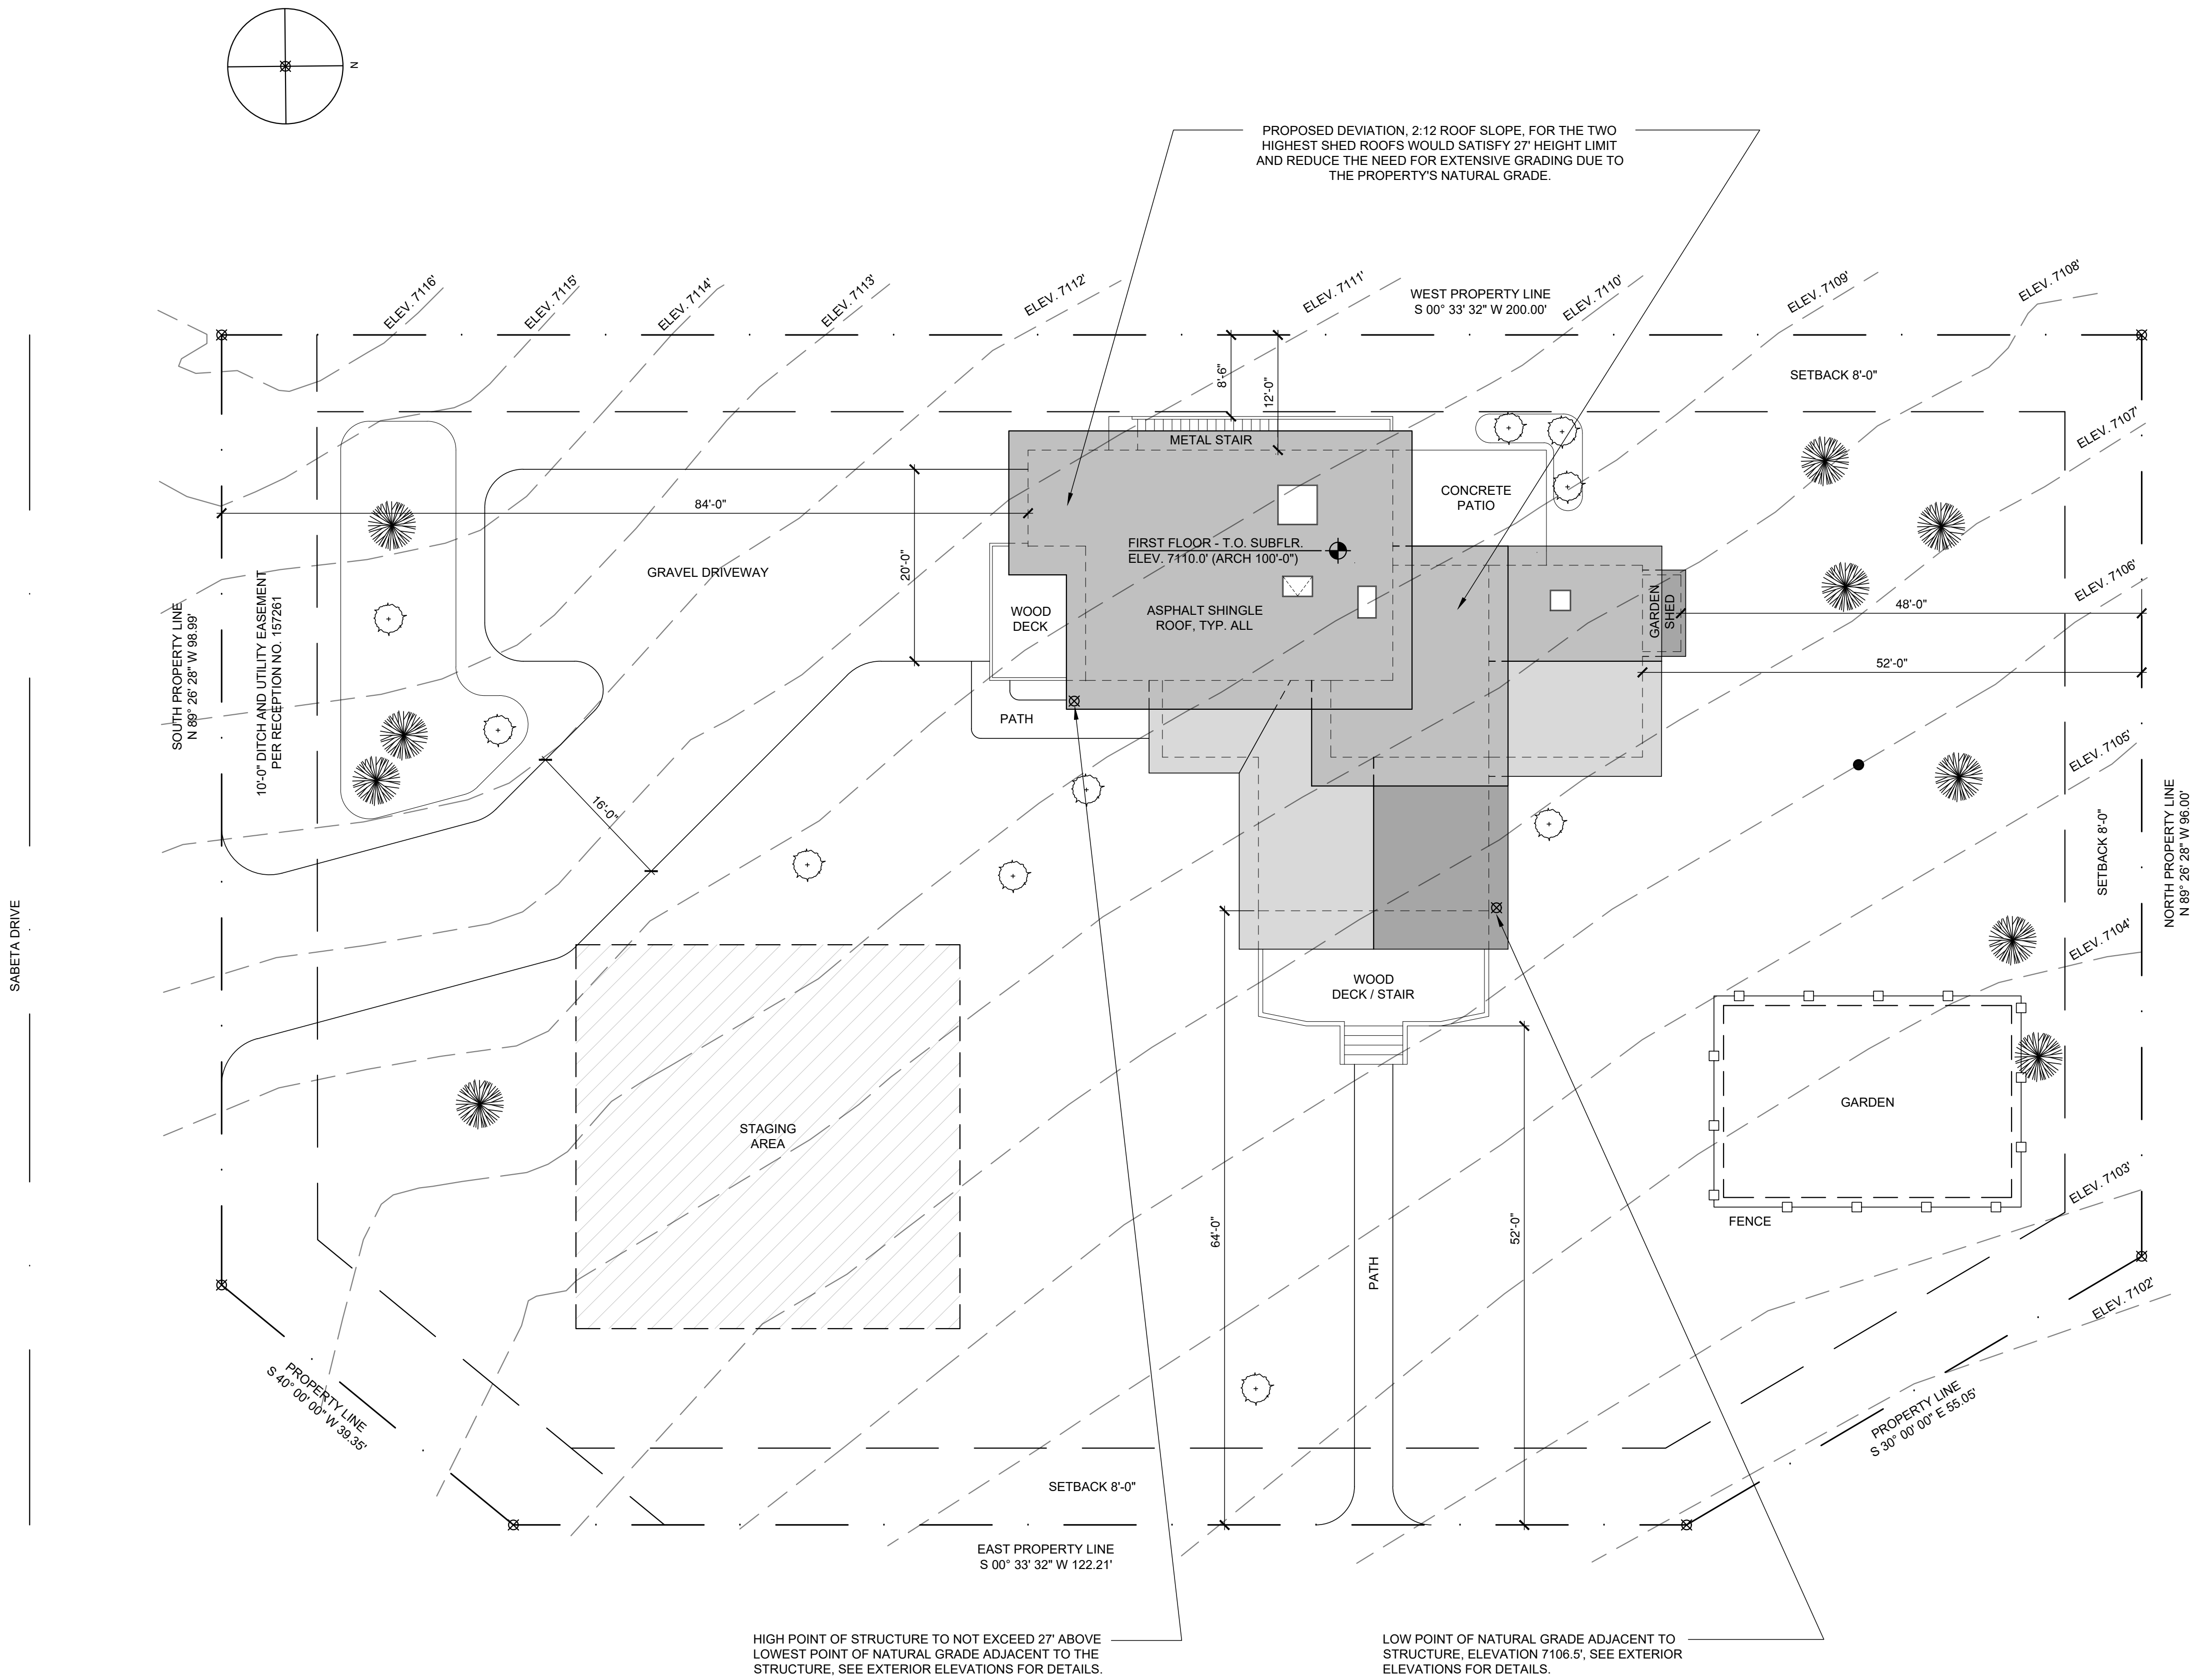 N
PROPOSED DEVIATION, 2:12 ROOF SLOPE, FOR THE TWO
HIGHEST SHED ROOFS WOULD SATISFY 27' HEIGHT LIMIT
AND REDUCE THE NEED FOR EXTENSIVE GRADING DUE TO
THE PROPERTY'S NATURAL GRADE.
ELEV. 7116'
ELEV. 7115'
ELEV. 7114'
ELEV. 7113'
ELEV. 7112'
ELEV. 7111'
WEST PROPERTY LINE
S 00° 33' 32" W 200.00'
ELEV. 7110'
ELEV. 7109'
ELEV. 7108'
SETBACK 8'-0"
8'-6"
12'-0"
ELEV. 7107'
METAL STAIR
84'-0"
CONCRETE
PATIO
FIRST FLOOR - T.O. SUBFLR.
ELEV. 7110.0' (ARCH 100'-0")
GRAVEL DRIVEWAY
20'-0"
ELEV. 7106'
WOOD
DECK
ASPHALT SHINGLE
ROOF, TYP. ALL
GARDEN
SHED
48'-0"
52'-0"
SOUTH PROPERTY LINE
N 89° 26' 28" W 98.99'
10'-0" DITCH AND UTILITY EASEMENT
PER RECEPTION NO. 157261
PATH
ELEV. 7105'
16'-0"
SETBACK 8'-0"
NORTH PROPERTY LINE
N 89° 26' 28" W 96.00'
SABETA DRIVE
ELEV. 7104'
WOOD
DECK / STAIR
GARDEN
STAGING
AREA
ELEV. 7103'
FENCE
64'-0"
52'-0"
PATH
ELEV. 7102'
PROPERTY LINE
S 40° 00' 00" W 39.35'
PROPERTY LINE
S 30° 00' 00" E 55.05'
SETBACK 8'-0"
EAST PROPERTY LINE
S 00° 33' 32" W 122.21'
HIGH POINT OF STRUCTURE TO NOT EXCEED 27' ABOVE
LOWEST POINT OF NATURAL GRADE ADJACENT TO THE
STRUCTURE, SEE EXTERIOR ELEVATIONS FOR DETAILS.
LOW POINT OF NATURAL GRADE ADJACENT TO
STRUCTURE, ELEVATION 7106.5', SEE EXTERIOR
ELEVATIONS FOR DETAILS.